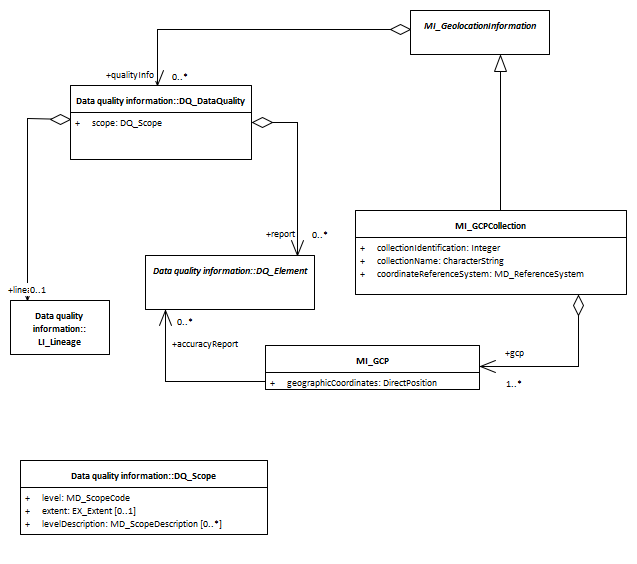 MI_GeolocationInformation
+qualityInfo
0..*
Data quality information::DQ_DataQuality
+ scope: DQ_Scope
+report 0..*
MI_GCPCollection
+ collectionIdentification: Integer
+ collectionName: CharacterString
+ coordinateReferenceSystem: MD_ReferenceSystem
Data quality information::DQ_Element
+line 0..1
Data quality
information::
LI_Lineage
0..*
+accuracyReport
+gcp
1..*
MI_GCP
+ geographicCoordinates: DirectPosition
Data quality information::DQ_Scope
+ level: MD_ScopeCode
+ extent: EX_Extent [0..1]
+ levelDescription: MD_ScopeDescription [0..*]